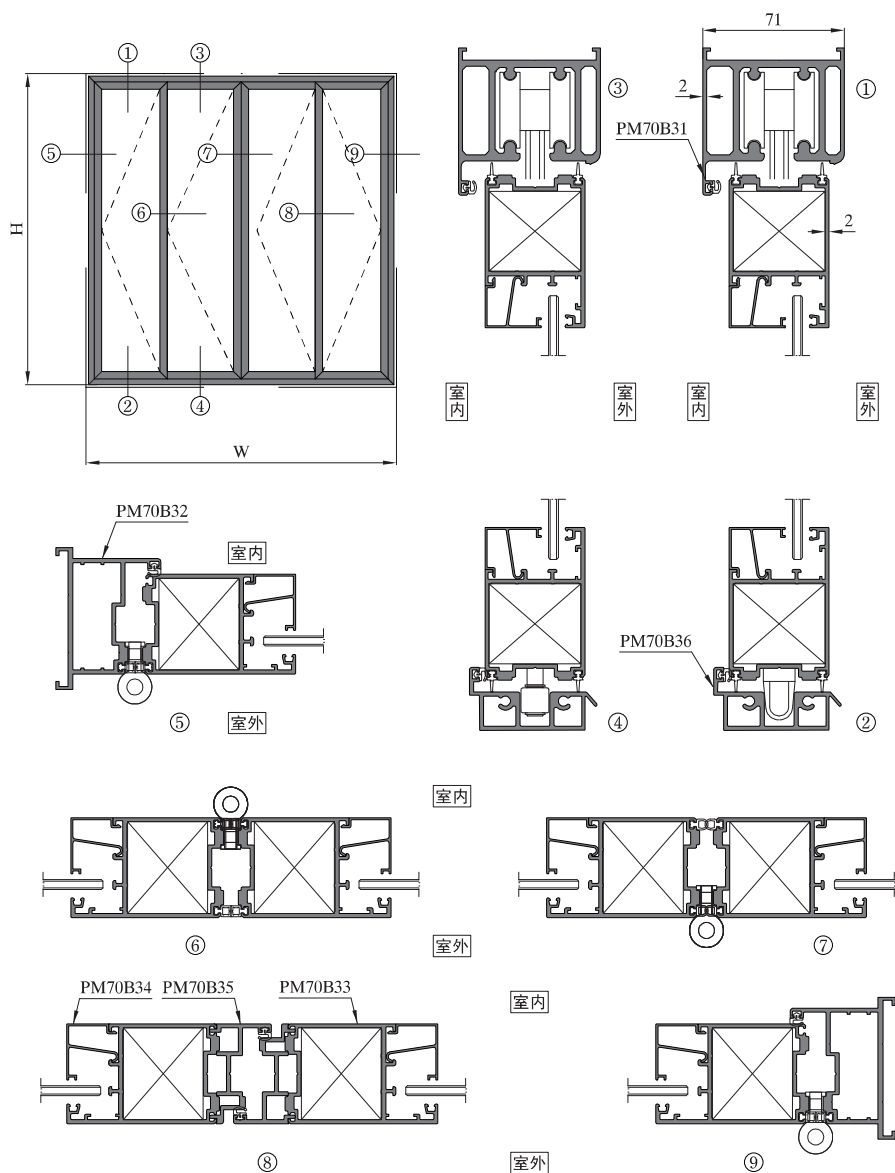 ① ③
⑤ ⑦ ⑨
⑥ ⑧
② ④
H
W
③
室内 室外
71
2
①
PM70B31
2
室内 室外
PM70B32
室内
⑤ 室外
④
PM70B36
②
室内
⑥ 室外 ⑦
PM70B34 PM70B35 PM70B33
室内
⑧ 室外 ⑨